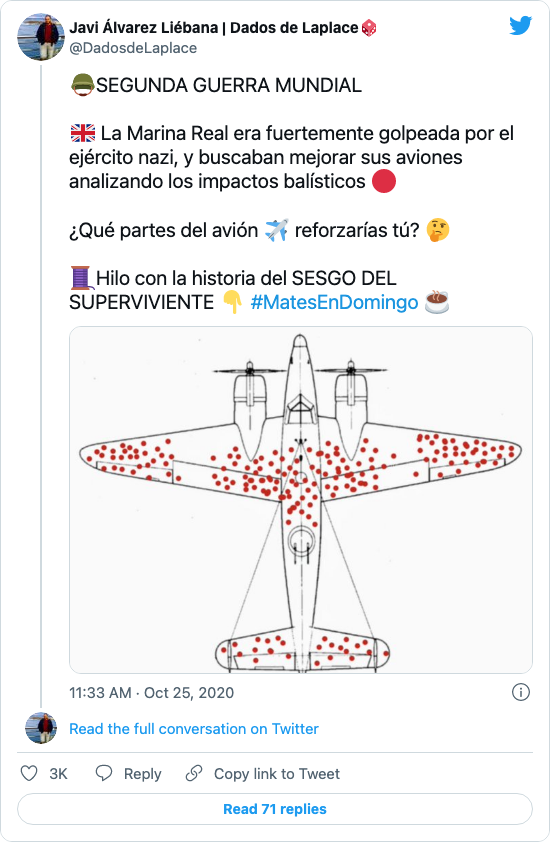 Javi Álvarez Liébana | Dados de Laplace🎲
@DadosdeLaplace
🪖SEGUNDA GUERRA MUNDIAL
🇬🇧 La Marina Real era fuertemente golpeada por el
ejército nazi, y buscaban mejorar sus aviones
analizando los impactos balísticos 🔴
¿Qué partes del avión ✈️ reforzarías tú? 🤔
🧵Hilo con la historia del SESGO DEL
SUPERVIVIENTE 👇 #MatesEnDomingo ☕
11:33 AM · Oct 25, 2020
Read the full conversation on Twitter
3K Reply Copy link to Tweet
Read 71 replies